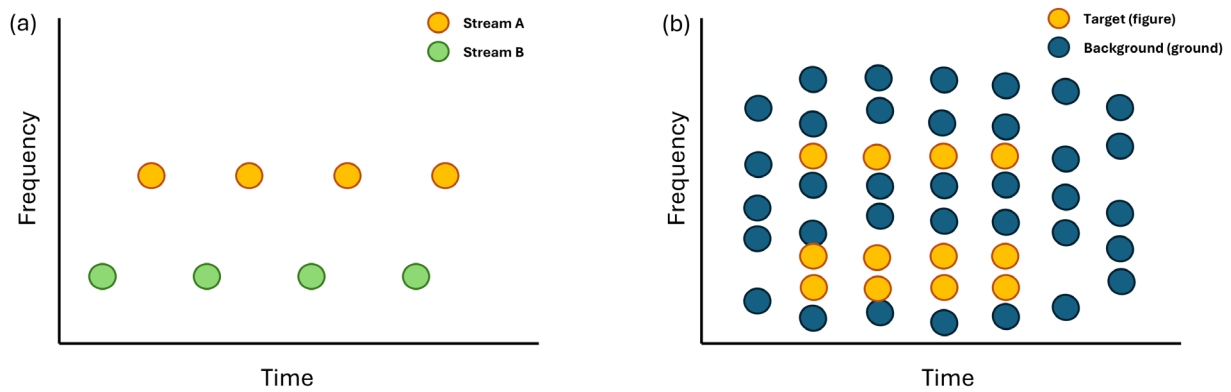 (a)
Stream A
Stream B
Frequency
Time
(b)
Target (figure)
Background (ground)
Frequency
Time